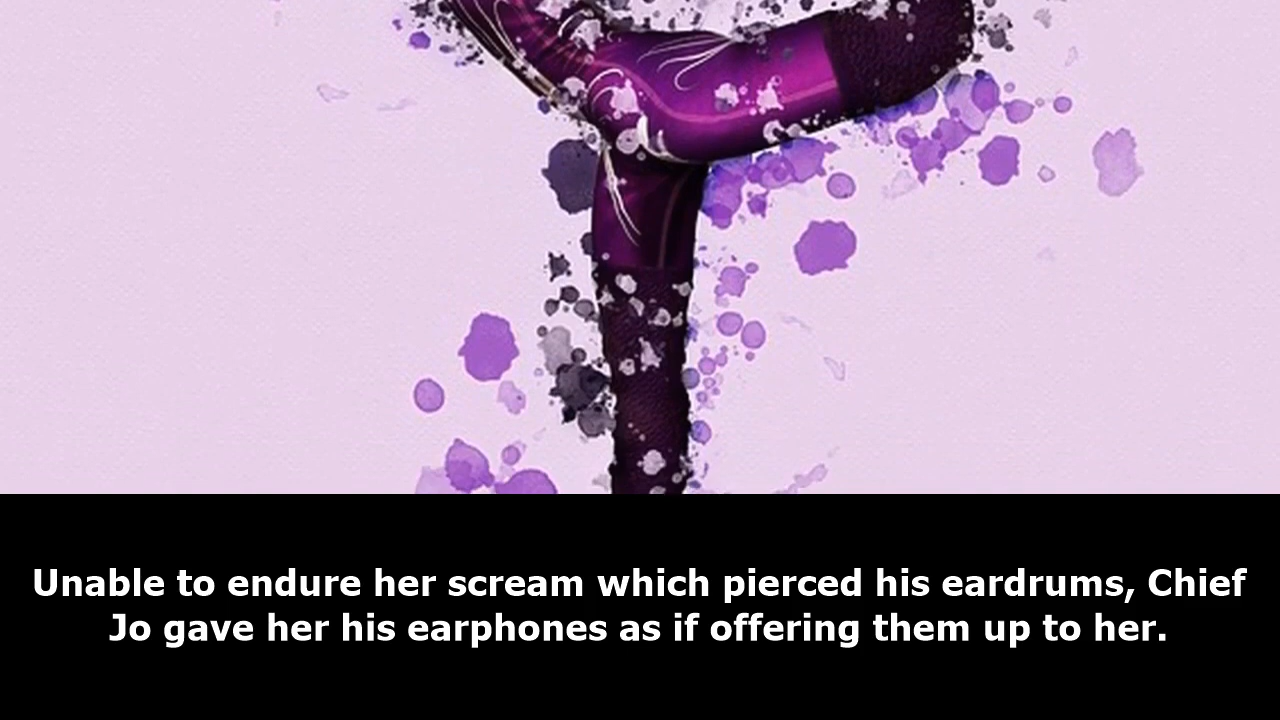 Unable to endure her scream which pierced his eardrums, Chief
Jo gave her his earphones as if offering them up to her.